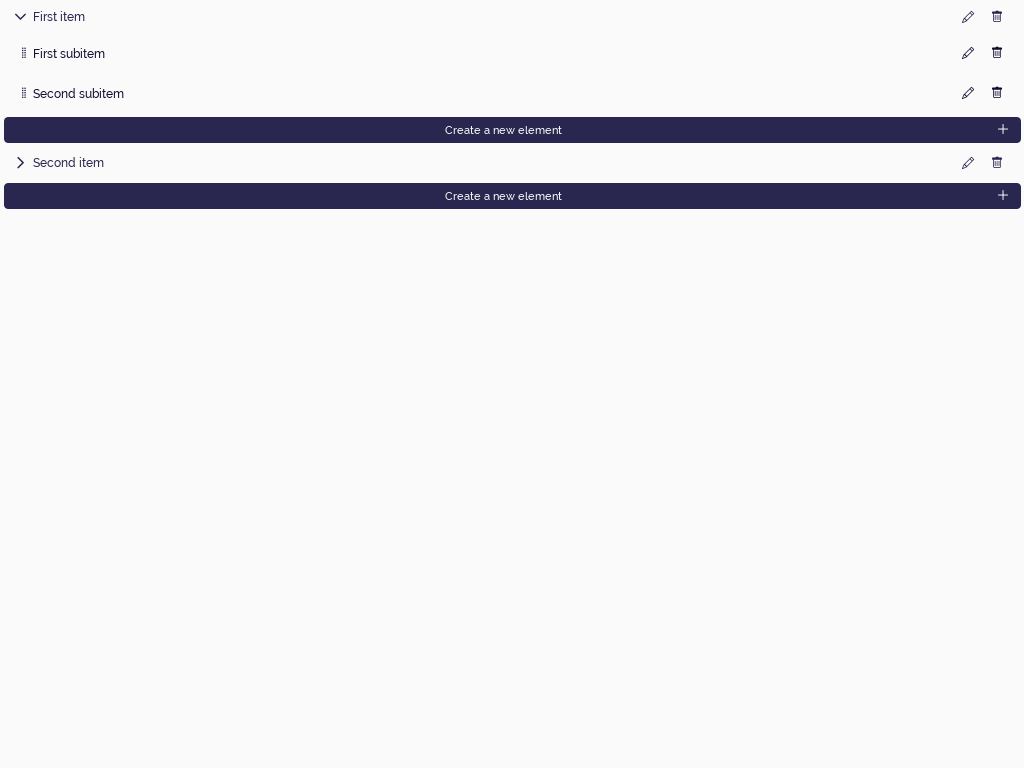 First item
First subitem
Second subitem
Create a new element
Second item
Create a new element